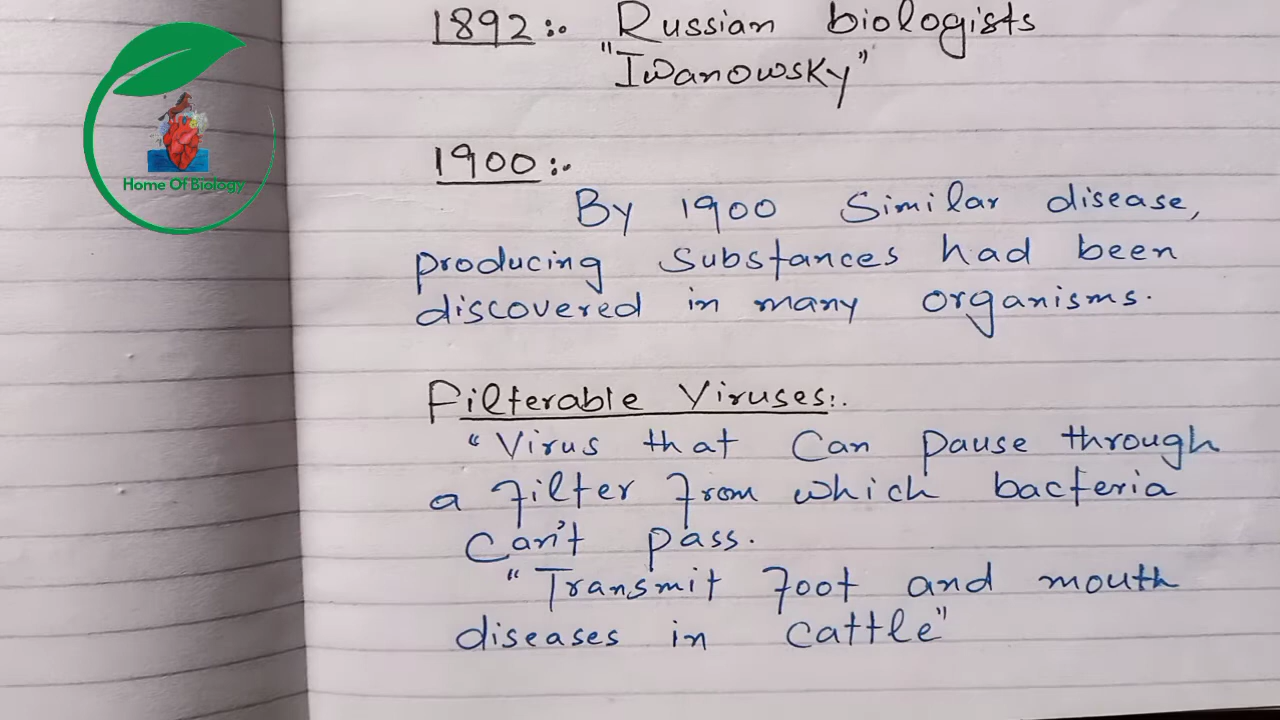 1892:. Russian biologists
"Iwanowsky"
Home Of Biology
1900:.
By 1900 Similar disease,
producing substances had been
discovered in many organisms.
Filterable Viruses:.
"Virus that can pause through
a filter from which bacteria
can't pass.
"Transmit foot and mouth
diseases in cattle"